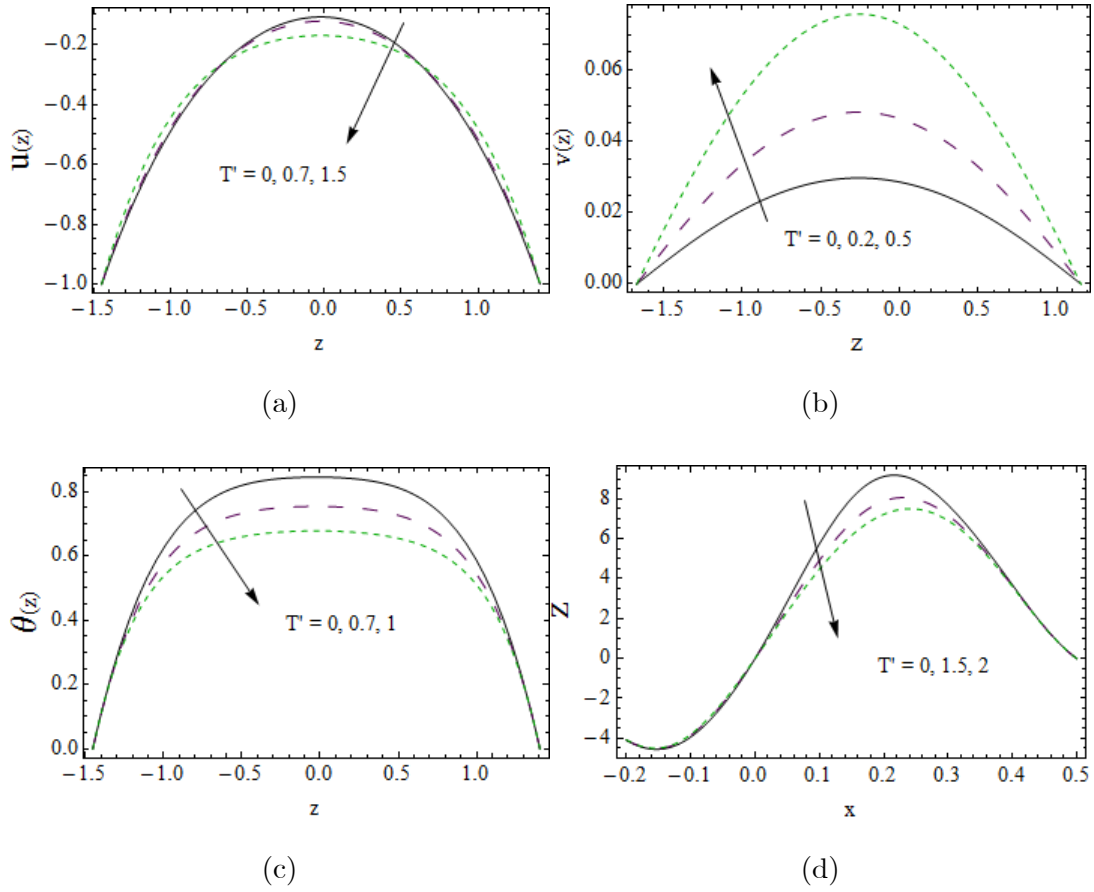 u(z)
−0.2
−0.4
−0.6
−0.8
−1.0
T' = 0, 0.7, 1.5
−1.5 −1.0 −0.5 0.0 0.5 1.0
z
(a)
v(z)
0.06
0.04
0.02
0.00
T' = 0, 0.2, 0.5
−1.5 −1.0 −0.5 0.0 0.5 1.0
z
(b)
θ(z)
0.8
0.6
0.4
0.2
0.0
T' = 0, 0.7, 1
−1.5 −1.0 −0.5 0.0 0.5 1.0
z
(c)
Z
8
6
4
2
0
−2
−4
T' = 0, 1.5, 2
−0.2 −0.1 0.0 0.1 0.2 0.3 0.4 0.5
x
(d)